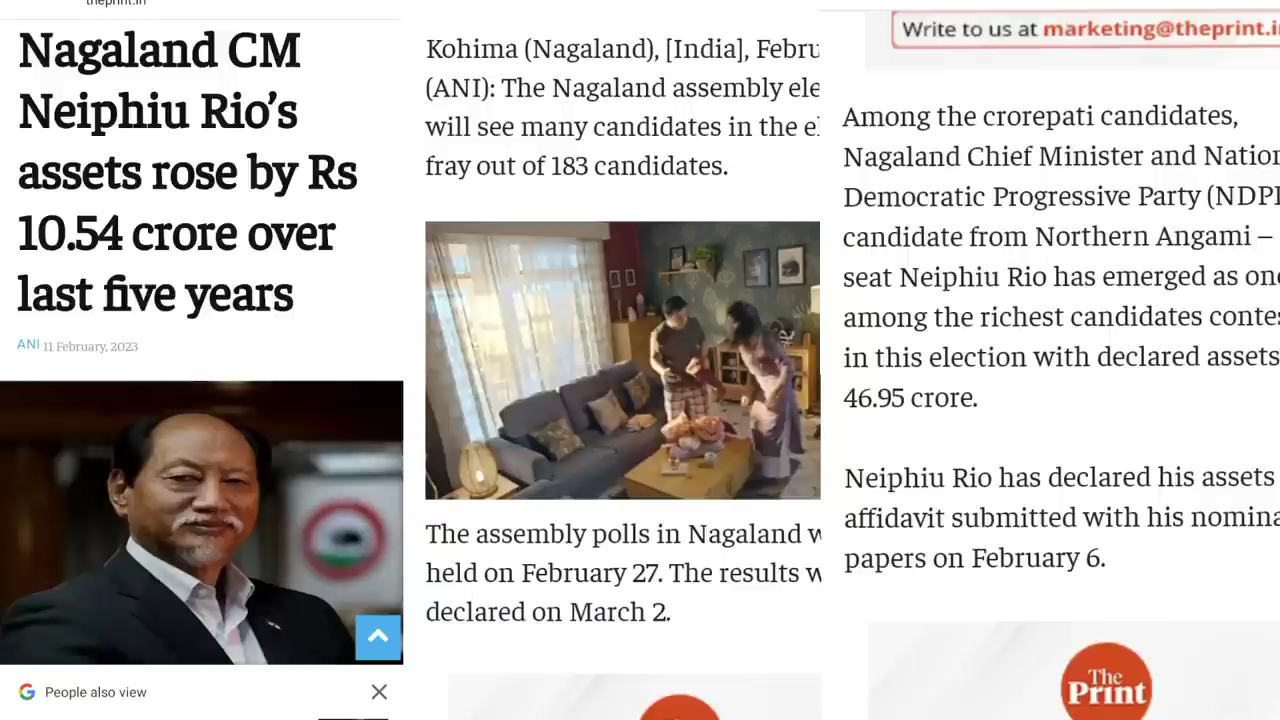 theprint.in
Nagaland CM
Neiphiu Rio's
assets rose by Rs
10.54 crore over
last five years
ANI 11 February, 2023
People also view
Kohima (Nagaland), [India], Febru
(ANI): The Nagaland assembly ele
will see many candidates in the el
fray out of 183 candidates.
The assembly polls in Nagaland w
held on February 27. The results w
declared on March 2.
The
Write to us at marketing@theprint.i
Among the crorepati candidates,
Nagaland Chief Minister and Nation
Democratic Progressive Party (NDP
candidate from Northern Angami –
seat Neiphiu Rio has emerged as one
among the richest candidates contes
in this election with declared assets
46.95 crore.
Neiphiu Rio has declared his assets
affidavit submitted with his nomina
papers on February 6.
The
Print